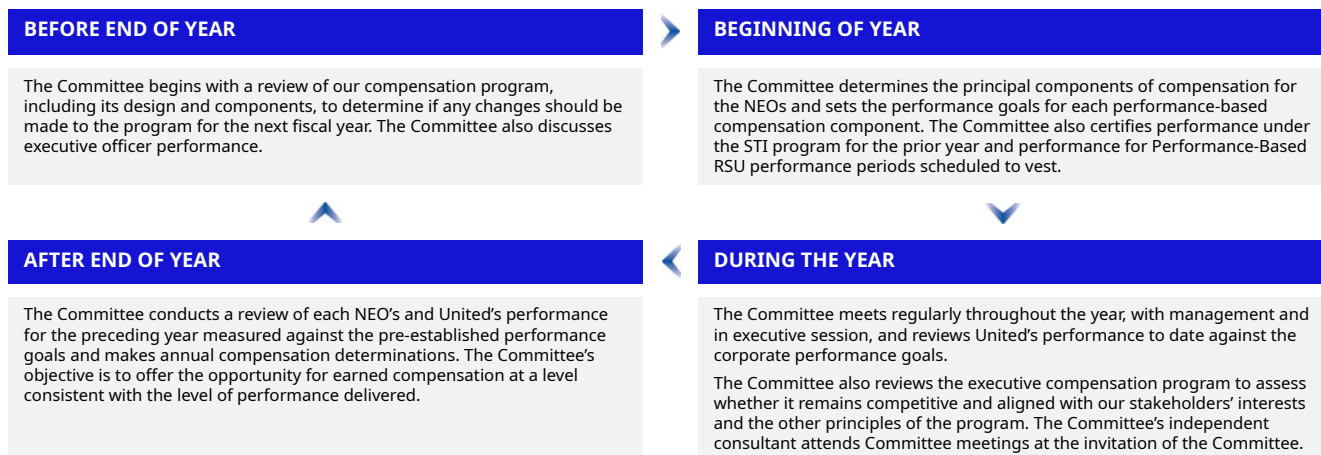 BEFORE END OF YEAR
The Committee begins with a review of our compensation program,
including its design and components, to determine if any changes should be
made to the program for the next fiscal year. The Committee also discusses
executive officer performance.
BEGINNING OF YEAR
The Committee determines the principal components of compensation for
the NEOs and sets the performance goals for each performance-based
compensation component. The Committee also certifies performance under
the STI program for the prior year and performance for Performance-Based
RSU performance periods scheduled to vest.
AFTER END OF YEAR
The Committee conducts a review of each NEO’s and United’s performance
for the preceding year measured against the pre-established performance
goals and makes annual compensation determinations. The Committee’s
objective is to offer the opportunity for earned compensation at a level
consistent with the level of performance delivered.
DURING THE YEAR
The Committee meets regularly throughout the year, with management and
in executive session, and reviews United’s performance to date against the
corporate performance goals.
The Committee also reviews the executive compensation program to assess
whether it remains competitive and aligned with our stakeholders’ interests
and the other principles of the program. The Committee’s independent
consultant attends Committee meetings at the invitation of the Committee.